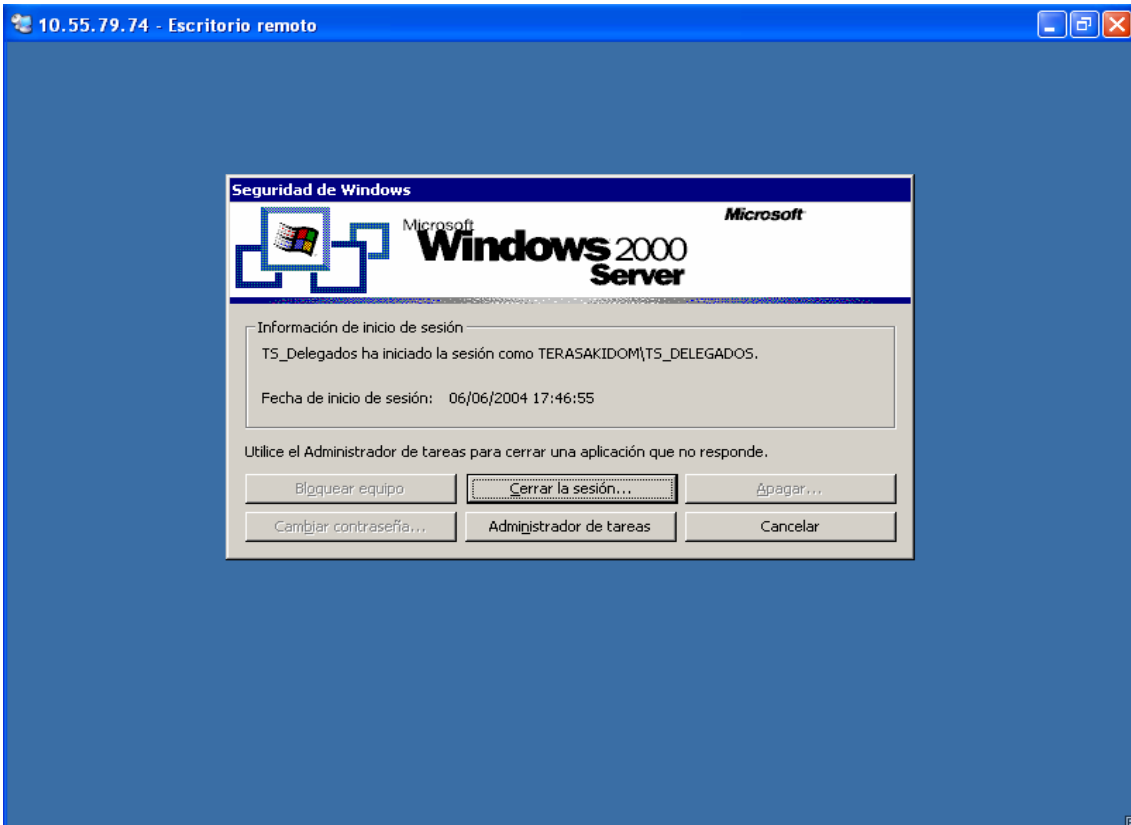 10.55.79.74 - Escritorio remoto
Seguridad de Windows
Microsoft
Microsoft
Windows 2000
Server
Información de inicio de sesión
TS_Delegados ha iniciado la sesión como TERASAKIDOM\TS_DELEGADOS.
Fecha de inicio de sesión: 06/06/2004 17:46:55
Utilice el Administrador de tareas para cerrar una aplicación que no responde.
Bloquear equipo Cerrar la sesión... Apagar...
Cambiar contraseña... Administrador de tareas Cancelar